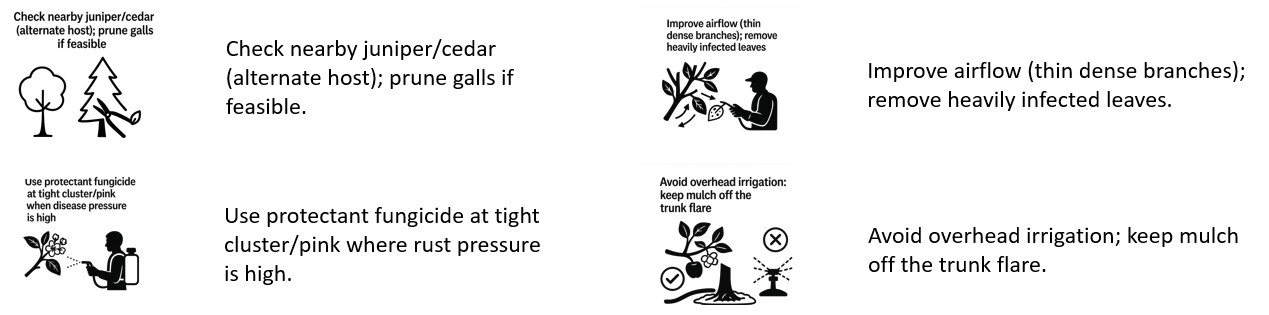 Check nearby juniper/cedar
(alternate host); prune galls
if feasible
Check nearby juniper/cedar
(alternate host); prune galls if
feasible.
Improve airflow (thin
dense branches); remove
heavily infected leaves
Improve airflow (thin dense branches);
remove heavily infected leaves.
Use protectant fungicide
at tight cluster/pink
when disease pressure
is high
Use protectant fungicide at tight
cluster/pink where rust pressure
is high.
Avoid overhead irrigation:
keep mulch off the
trunk flare
Avoid overhead irrigation; keep mulch
off the trunk flare.